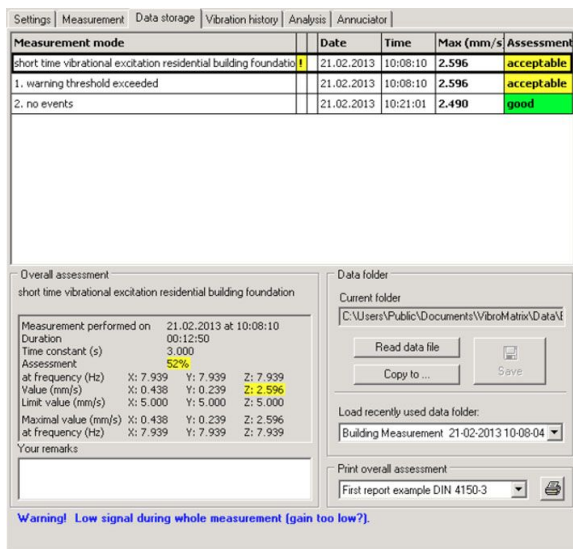 Settings Measurement Data storage Vibration history Analysis Annuciator
Measurement mode Date Time Max (mm/s) Assessment
short time vibrational excitation residential building foundatio ! 21.02.2013 10:08:10 2.596 acceptable
1. warning threshold exceeded 21.02.2013 10:08:10 2.596 acceptable
2. no events 21.02.2013 10:21:01 2.490 good
Overall assessment
short time vibrational excitation residential building foundation
Measurement performed on 21.02.2013 at 10:08:10
Duration 00:12:50
Time constant (s) 3.000
Assessment 52%
at frequency (Hz) X: 7.939 Y: 7.939 Z: 7.939
Value (mm/s) X: 0.438 Y: 0.239 Z: 2.596
Limit value (mm/s) X: 5.000 Y: 5.000 Z: 5.000
Maximal value (mm/s) X: 0.438 Y: 0.239 Z: 2.596
at frequency (Hz) X: 7.939 Y: 7.939 Z: 7.939
Your remarks
Data folder
Current folder
C:\Users\Public\Documents\VibroMatrix\Data\
Read data file
Copy to ...
Save
Load recently used data folder:
Building Measurement 21-02-2013 10-08-04
Print overall assessment
First report example DIN 4150-3
Warning! Low signal during whole measurement (gain too low?).